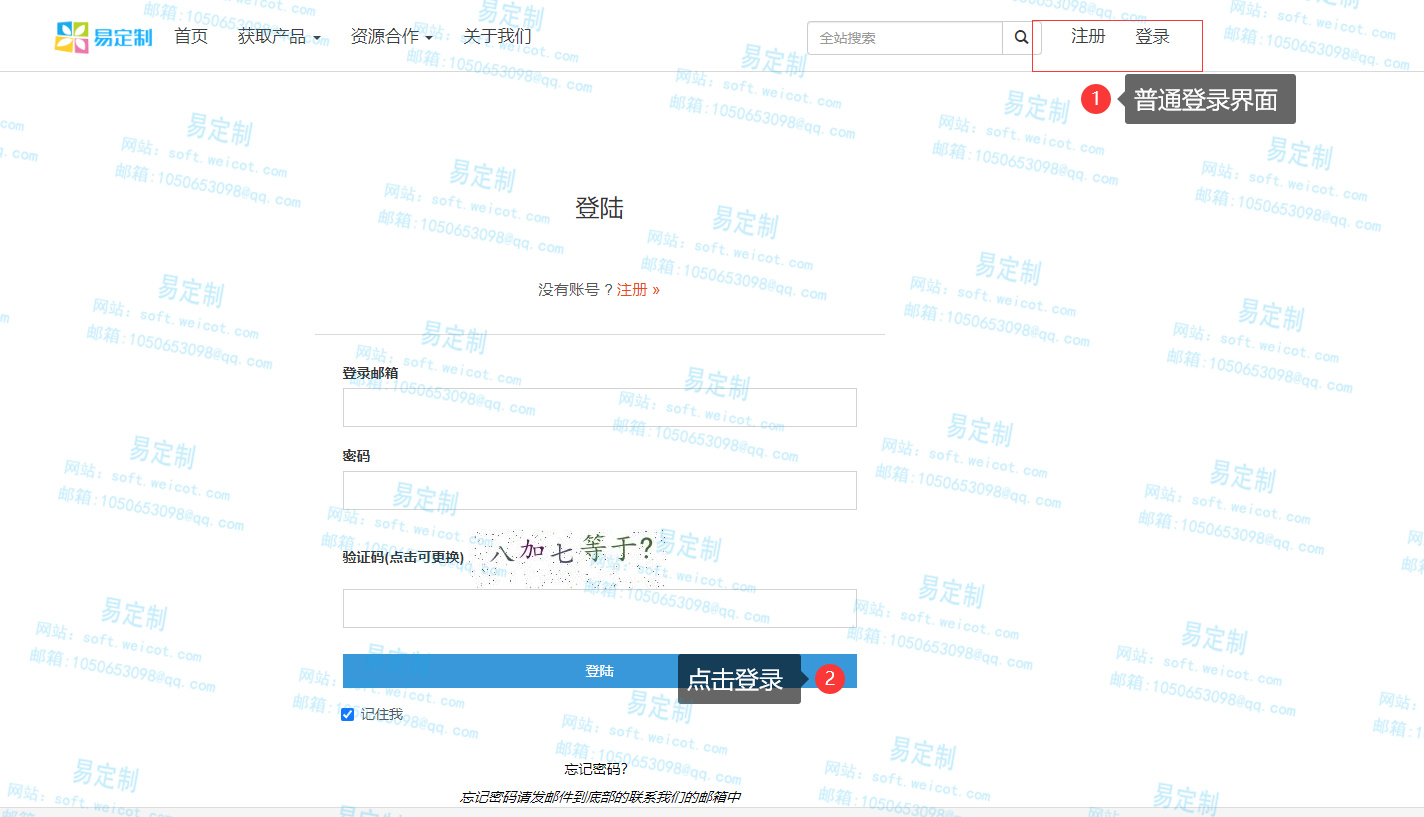 易定制 首页 获取产品 资源合作 关于我们 全站搜索 注册 登录
1 普通登录界面
登陆
没有账号？注册 »
登录邮箱
密码
验证码(点击可更换) 八加七等于?
登陆
点击登录 2
记住我
忘记密码?
忘记密码请发邮件到底部的联系我们的邮箱中
易定制
网站: soft.weicot.com
邮箱:1050653098@qq.com